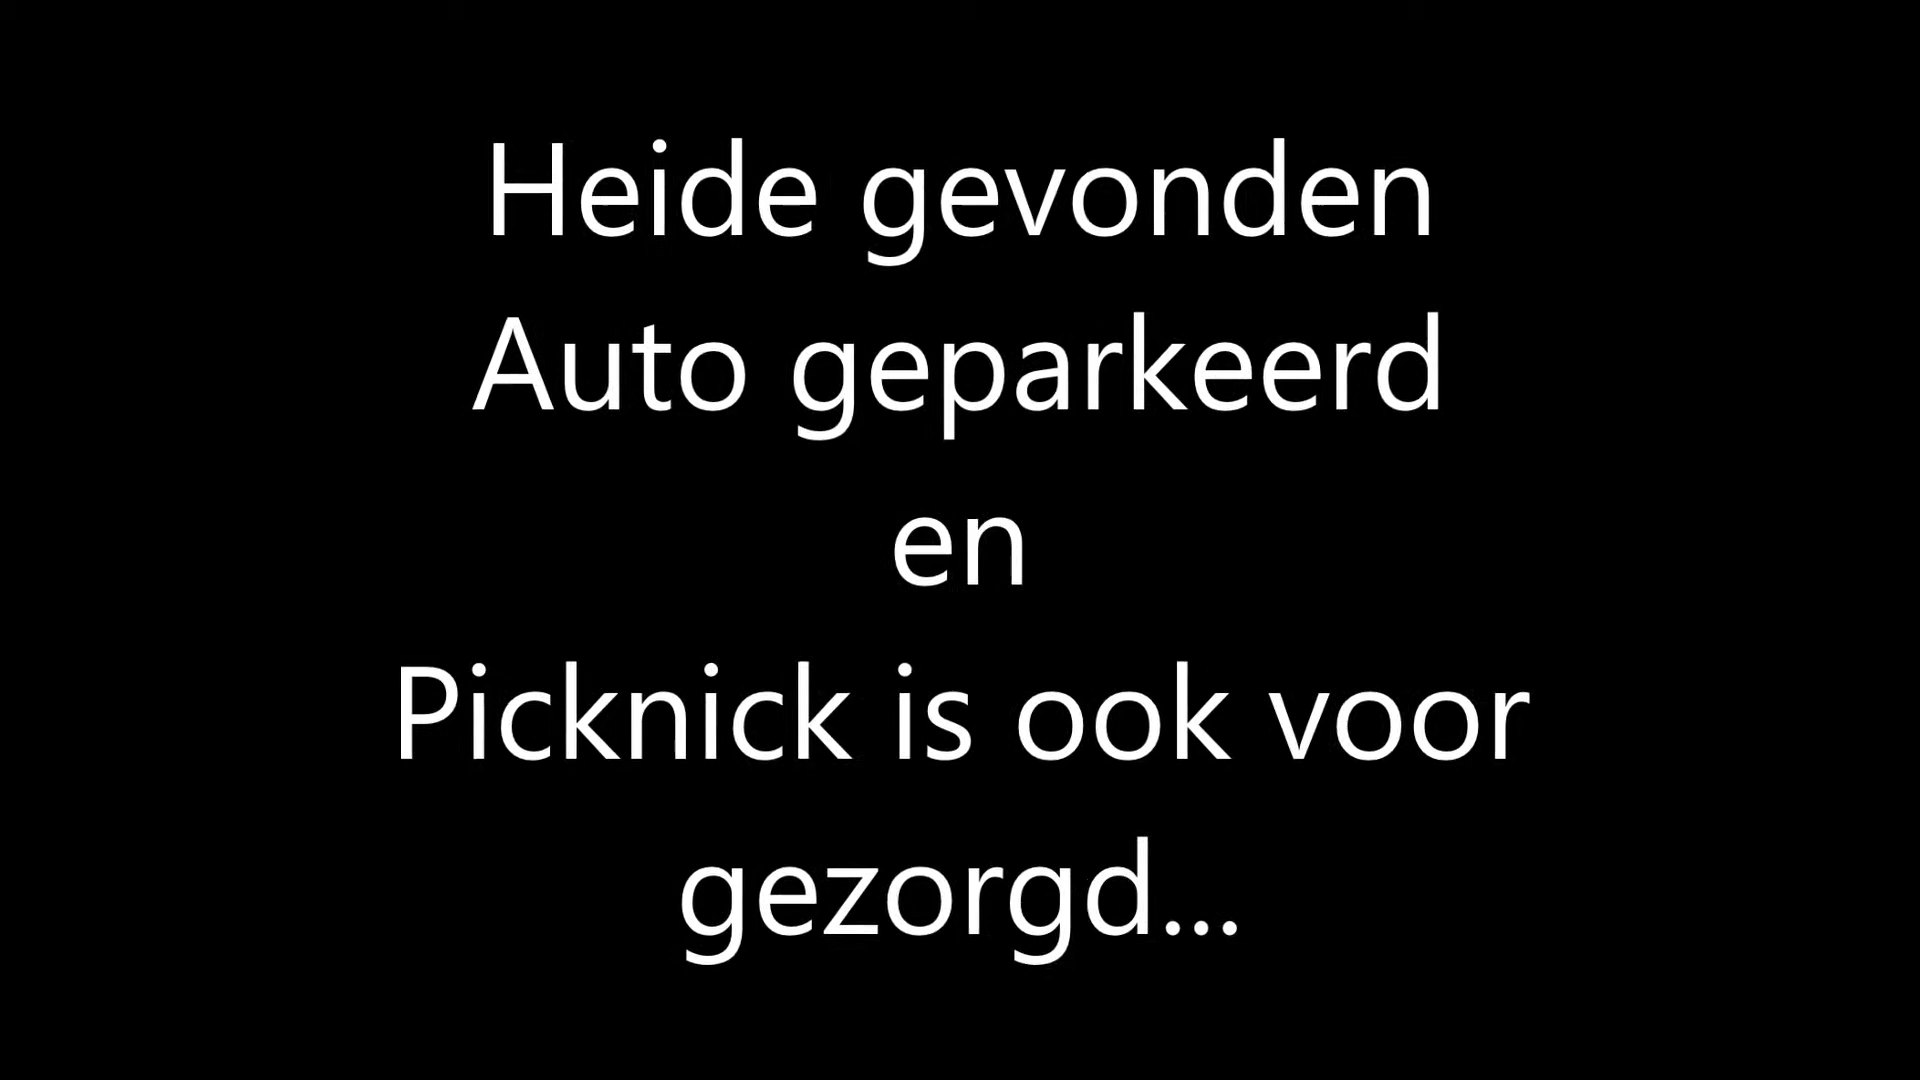 Heide gevonden
Auto geparkeerd
en
Picknick is ook voor
gezorgd...